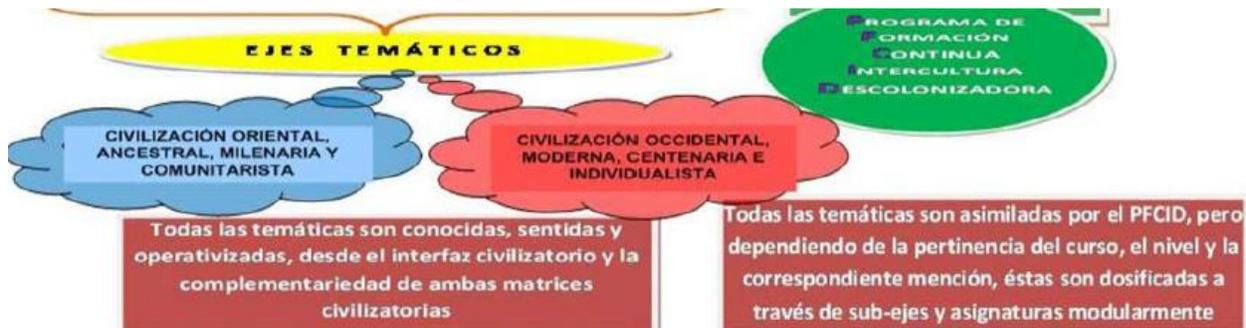 EJES TEMÁTICOS
PROGRAMA DE
FORMACIÓN
CONTINUA
INTERCULTURA
DESCOLONIZADORA
CIVILIZACIÓN ORIENTAL,
ANCESTRAL, MILENARIA Y
COMUNITARISTA
CIVILIZACIÓN OCCIDENTAL,
MODERNA, CENTENARIA E
INDIVIDUALISTA
Todas las temáticas son conocidas, sentidas y
operativizadas, desde el interfaz civilizatorio y la
complementariedad de ambas matrices
civilizatorias
Todas las temáticas son asimiladas por el PFCID, pero
dependiendo de la pertinencia del curso, el nivel y la
correspondiente mención, éstas son dosificadas a
través de sub-ejes y asignaturas modularmente